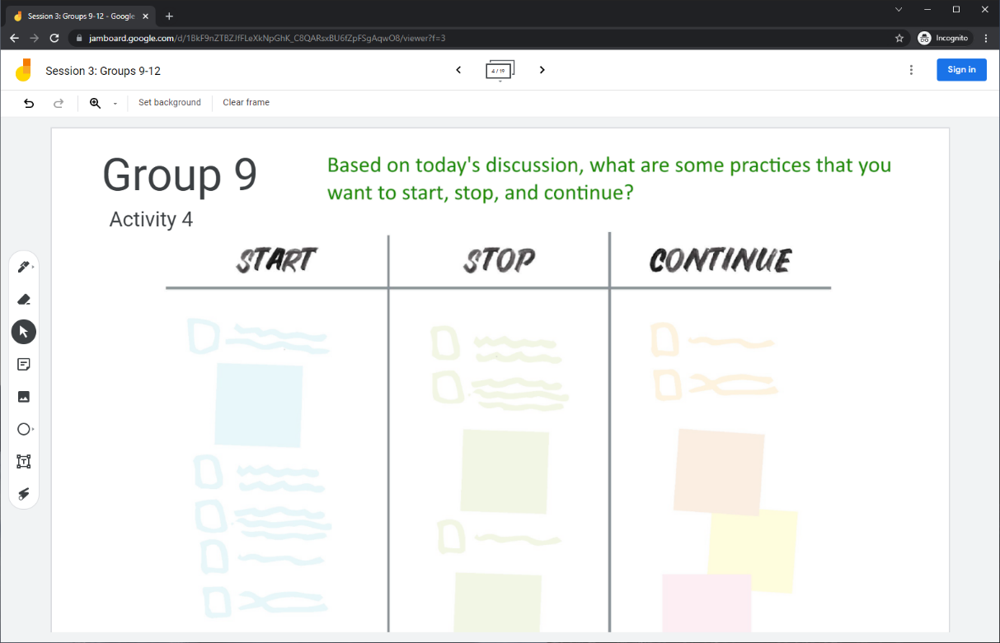 Session 3: Groups 9-12 - Google
jamboard.google.com/d/1BkF9nZTBZJfFLeXkNpGhK_C8QARsxBU6fZpFSgAqwO8/viewer?f=3
Incognito
Session 3: Groups 9-12
4 / 19
Sign in
Set background
Clear frame
Group 9
Based on today's discussion, what are some practices that you
want to start, stop, and continue?
Activity 4
START
STOP
CONTINUE